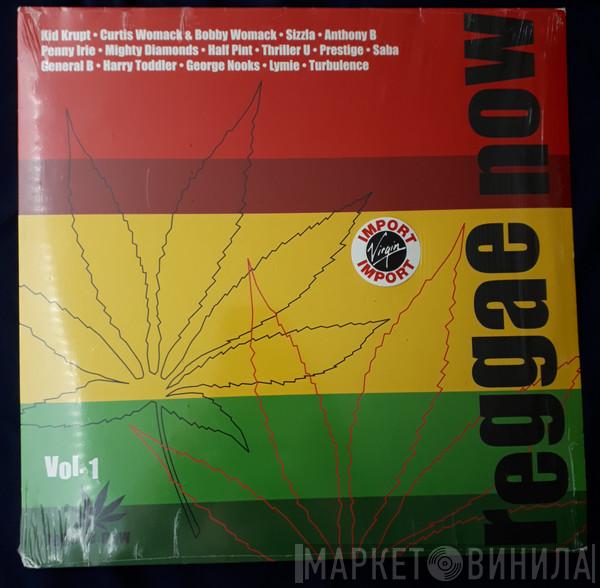 Kid Krupt • Curtis Womack & Bobby Womack • Sizzla • Anthony B
Penny Irie • Mighty Diamonds • Half Pint • Thriller U • Prestige • Saba
General B • Harry Toddler • George Nooks • Lymie • Turbulence
reggae now
IMPORT
Virgin
IMPORT
Vol. 1
МАРКЕТ ВИНИЛА